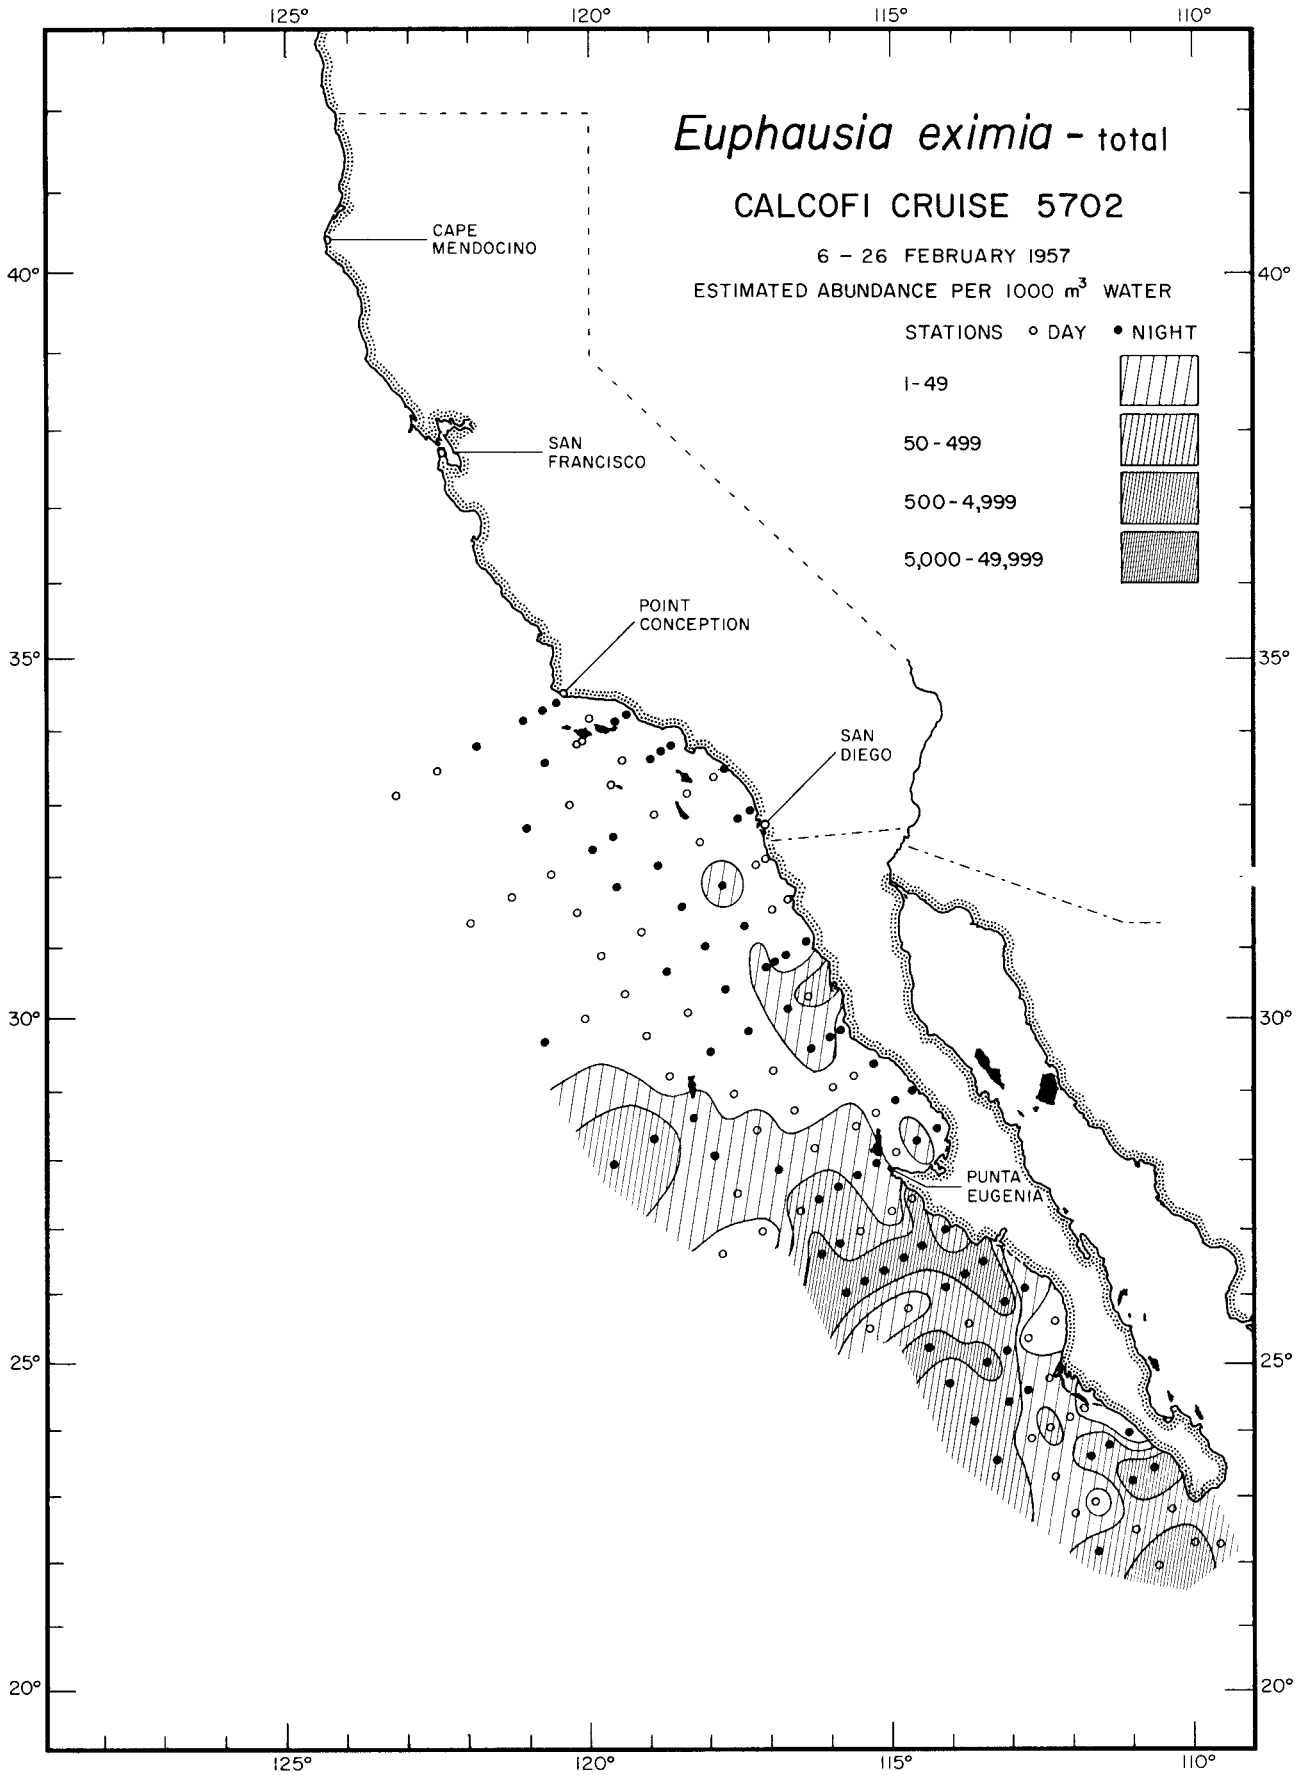 125° 120° 115° 110°
Euphausia eximia - total
CALCOFI CRUISE 5702
6 - 26 FEBRUARY 1957
ESTIMATED ABUNDANCE PER 1000 m³ WATER
STATIONS ○ DAY ● NIGHT
1-49
50-499
500-4,999
5,000-49,999
CAPE
MENDOCINO
40° 40°
SAN
FRANCISCO
POINT
CONCEPTION
35° 35°
SAN
DIEGO
30° 30°
PUNTA
EUGENIA
25° 25°
20° 20°
125° 120° 115° 110°